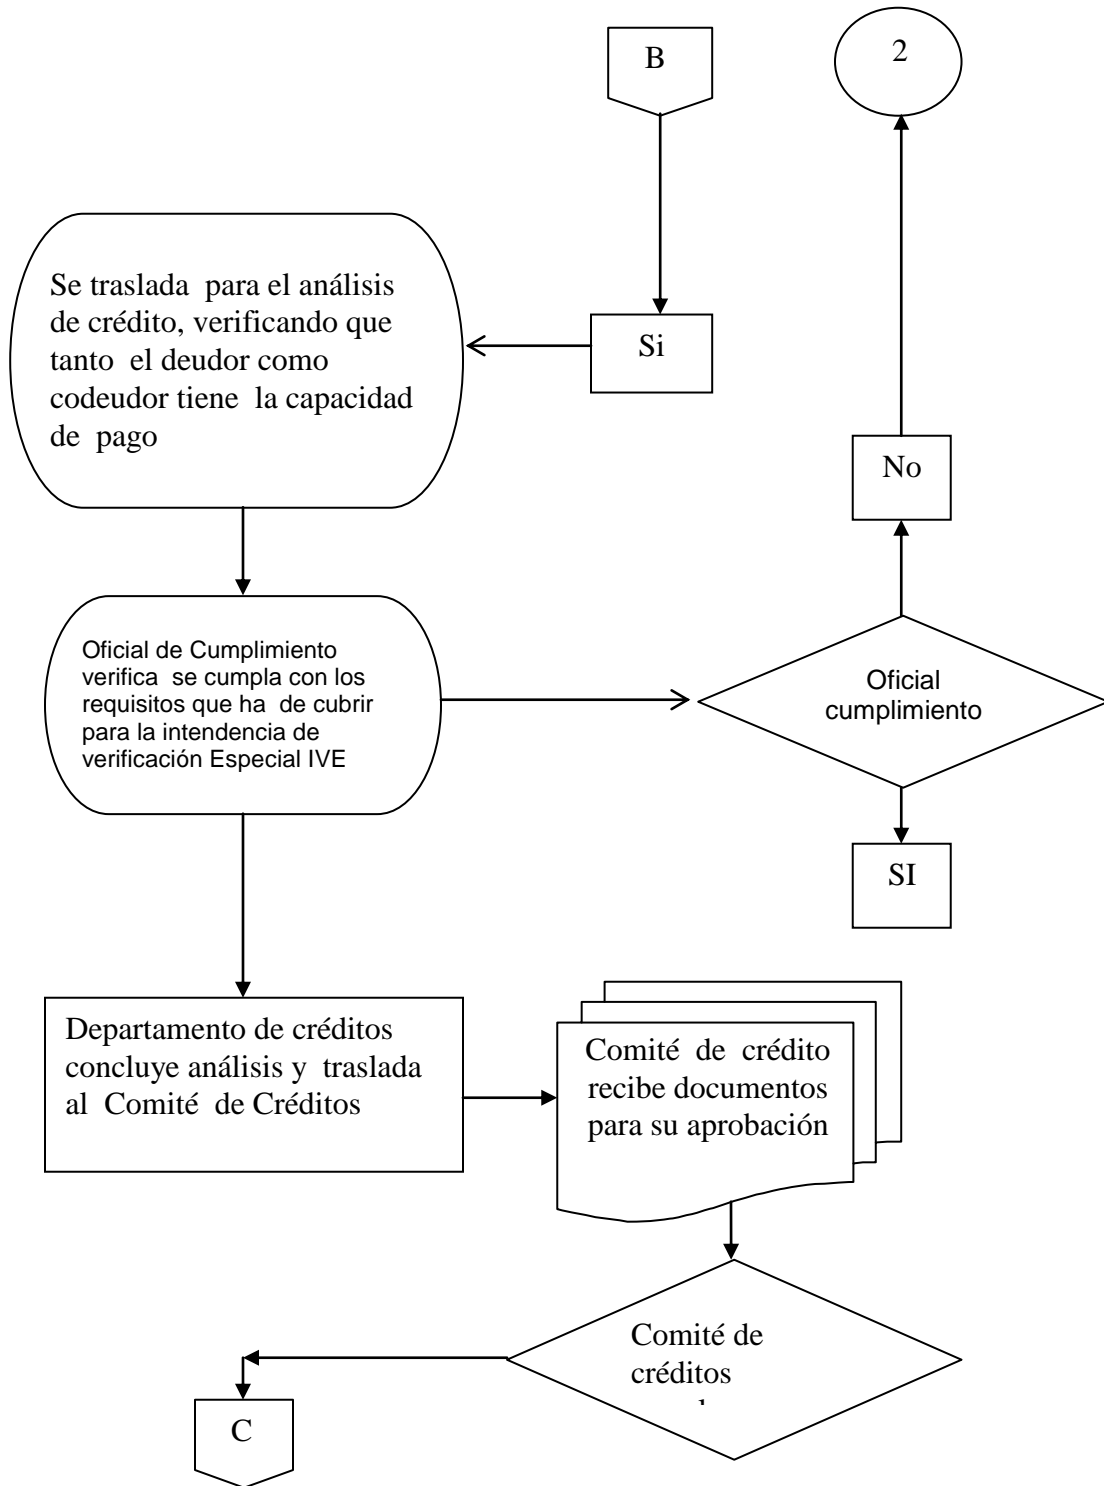 B
2
Se traslada para el análisis
de crédito, verificando que
tanto el deudor como
codeudor tiene la capacidad
de pago
Si
No
Oficial de Cumplimiento
verifica se cumpla con los
requisitos que ha de cubrir
para la intendencia de
verificación Especial IVE
Oficial
cumplimiento
SI
Departamento de créditos
concluye análisis y traslada
al Comité de Créditos
Comité de crédito
recibe documentos
para su aprobación
Comité de
créditos
C